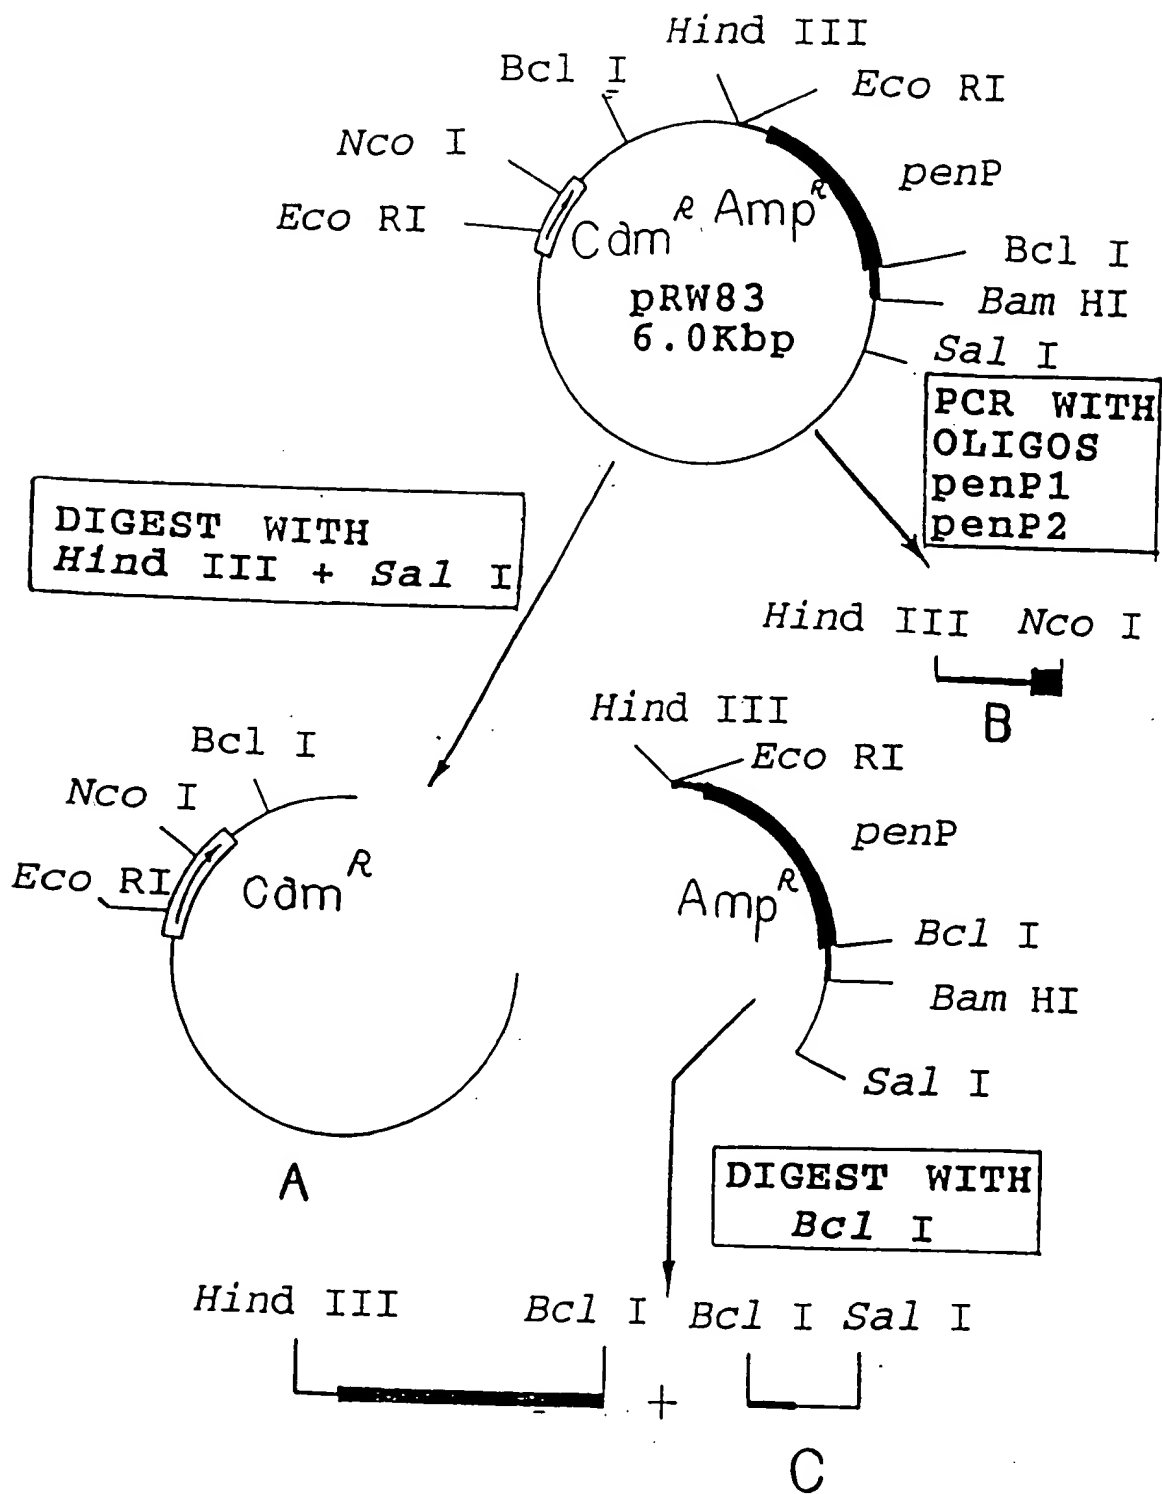 Hind III
Bcl I
Eco RI
Nco I
penP
Eco RI
Cam^R Amp^R
Bcl I
pRW83
Bam HI
6.0Kbp
Sal I
PCR WITH
OLIGOS
penP1
penP2
DIGEST WITH
Hind III + Sal I
Hind III Nco I
B
Hind III
Bcl I
Eco RI
Nco I
penP
Eco RI
Cam^R
Amp^R
Bcl I
Bam HI
Sal I
A
DIGEST WITH
Bcl I
Hind III Bcl I Bcl I Sal I
+
C